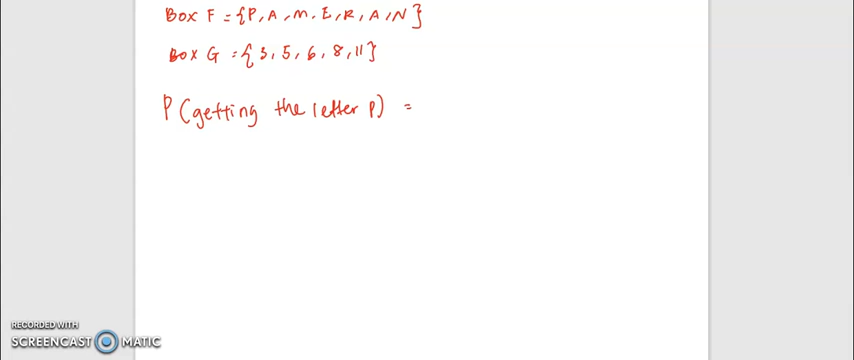 Box F = {P, A, M, E, R, A, N}
Box G = {3, 5, 6, 8, 11}
P(getting the letter P) =
RECORDED WITH
SCREENCAST MATIC